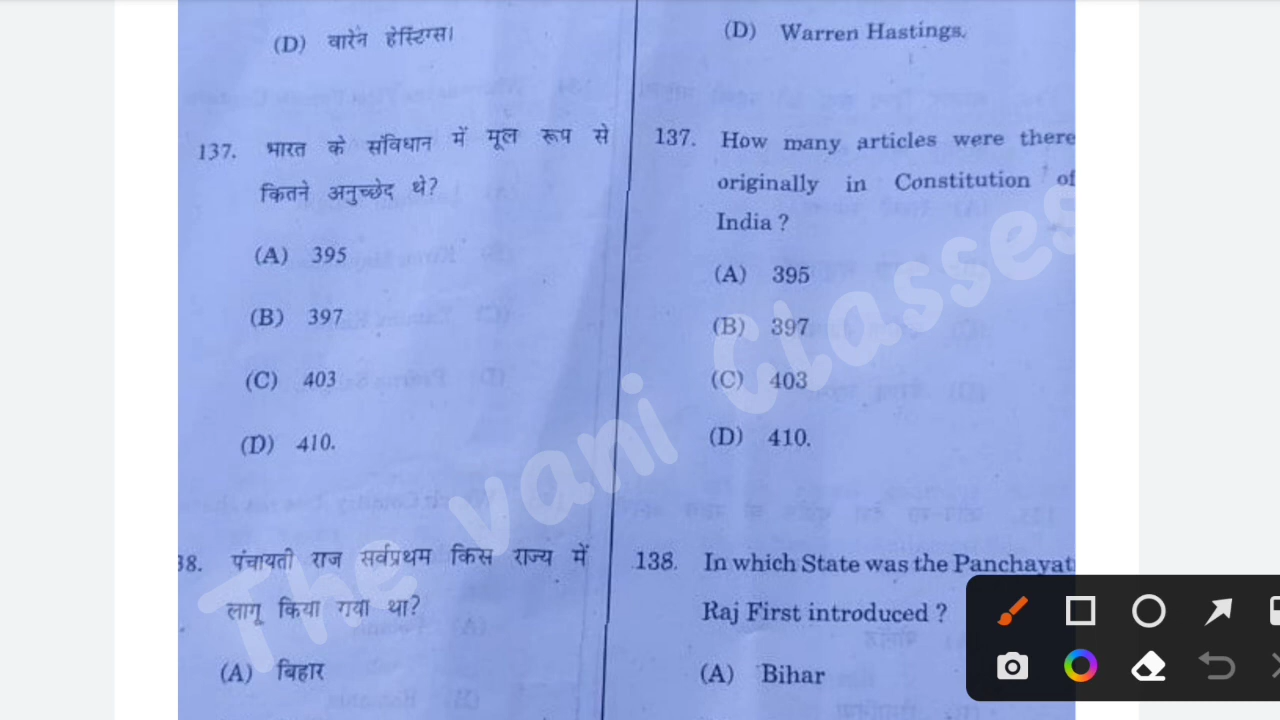 (D) वारेन हेस्टिंग्स।
137. भारत के संविधान में मूल रूप से
कितने अनुच्छेद थे?
(A) 395
(B) 397
(C) 403
(D) 410.
38. पंचायती राज सर्वप्रथम किस राज्य में
लागू किया गया था?
(A) बिहार
(D) Warren Hastings.
137. How many articles were there
originally in Constitution of
India ?
(A) 395
(B) 397
(C) 403
(D) 410.
138. In which State was the Panchayat
Raj First introduced ?
(A) Bihar
The vani Classes